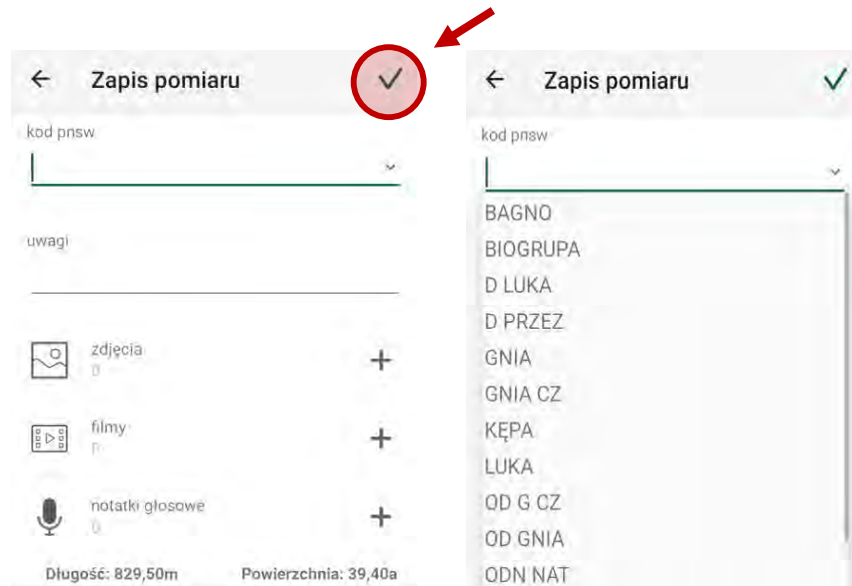 Zapis pomiaru
kod pnsw
uwagi
zdjęcia
0
filmy
notatki głosowe
0
Długość: 829,50m Powierzchnia: 39,40a
Zapis pomiaru
kod pnsw
BAGNO
BIOGRUPA
D LUKA
D PRZEZ
GNIA
GNIA CZ
KĘPA
LUKA
OD G CZ
OD GNIA
ODN NAT